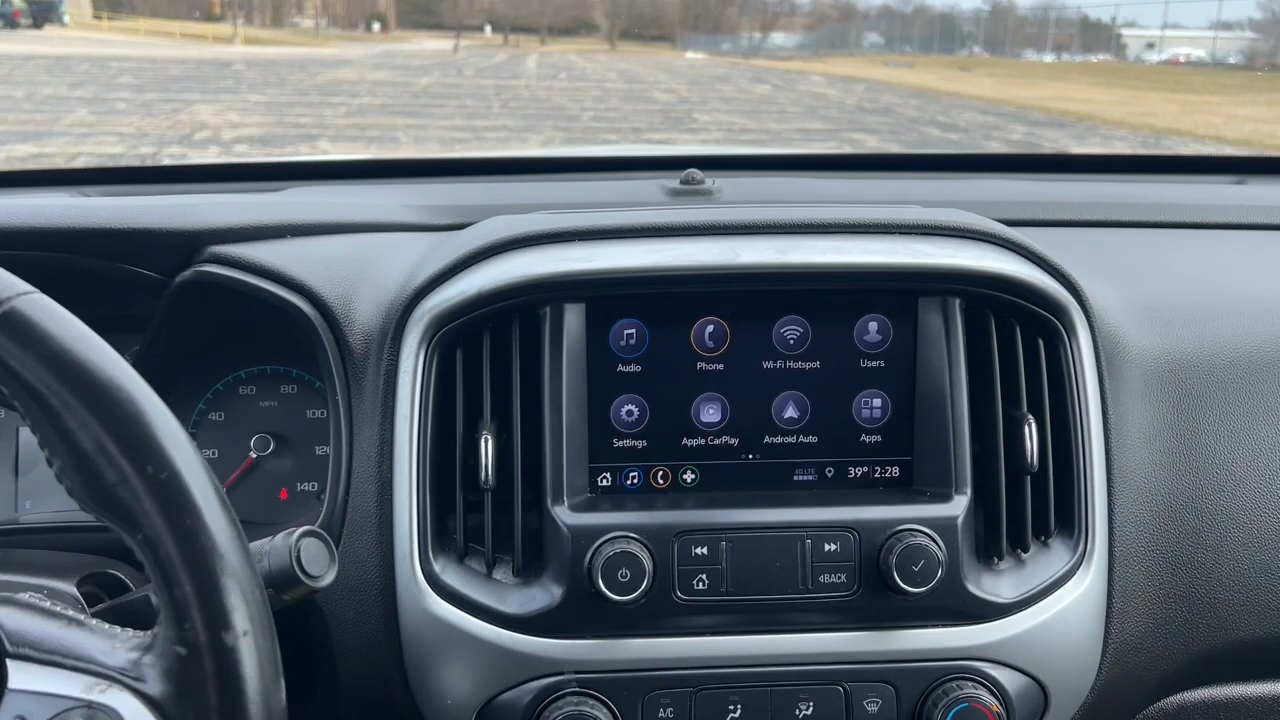 Audio
Phone
Wi-Fi Hotspot
Users
Settings
Apple CarPlay
Android Auto
Apps
4G LTE
39° 2:28
60 80
MPH
40 100
20 120
140
E
BACK
A/C